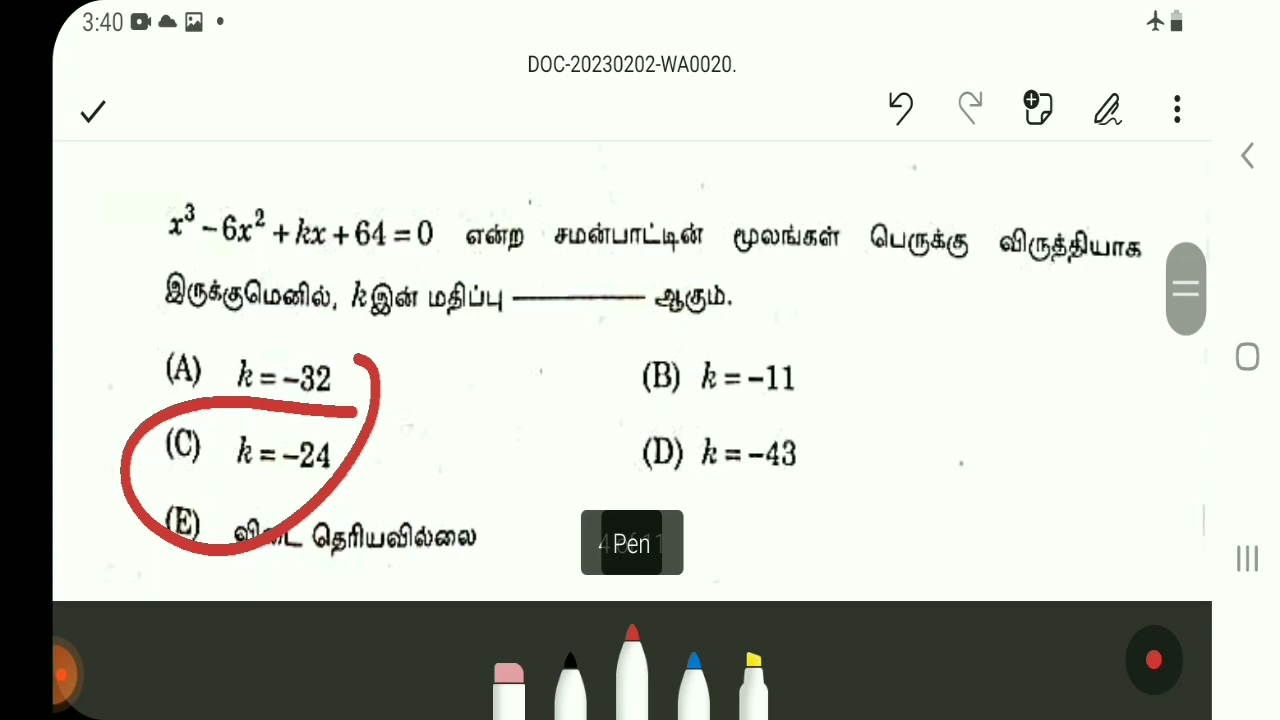 3:40
DOC-20230202-WA0020.
x³ – 6x² + kx + 64 = 0 என்ற சமன்பாட்டின் மூலங்கள் பெருக்கு விருத்தியாக
இருக்குமெனில், k இன் மதிப்பு ———— ஆகும்.
(A) k = –32 (B) k = –11
(C) k = –24 (D) k = –43
(E) விடை தெரியவில்லை
Pen